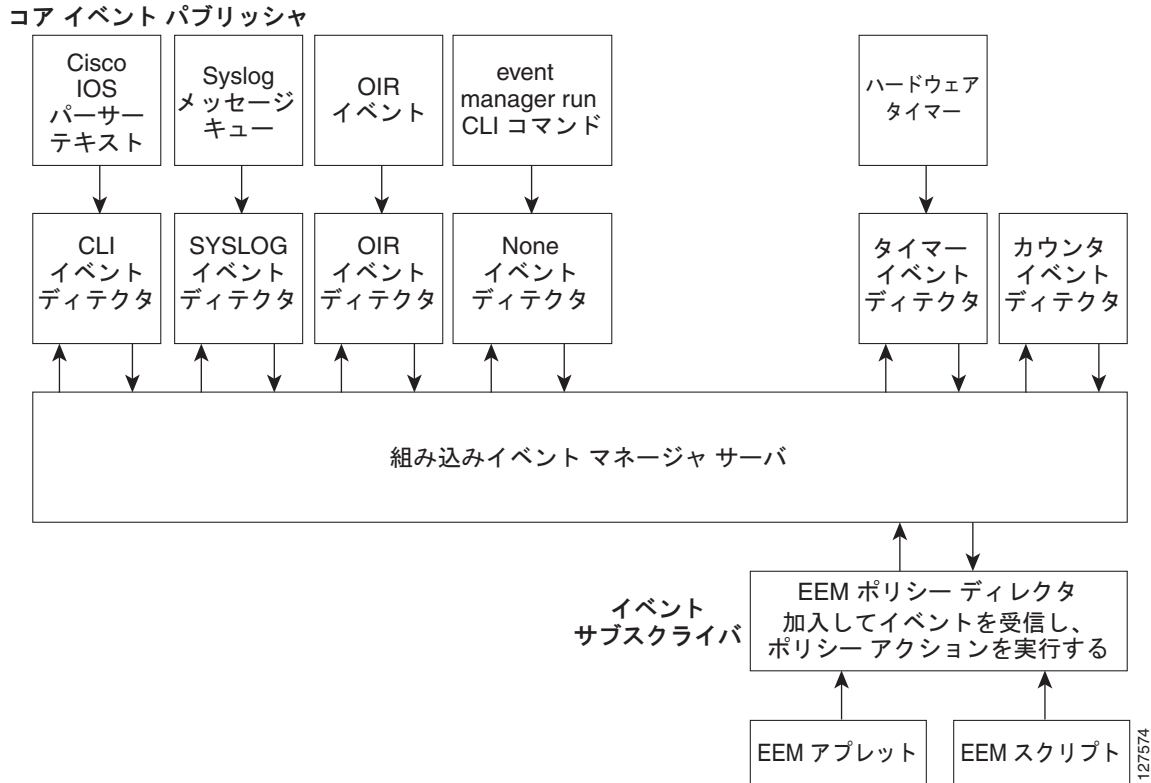 コア イベント パブリッシャ
Cisco
IOS
パーサー
テキスト
Syslog
メッセージ
キュー
OIR
イベント
event
manager run
CLI コマンド
ハードウェア
タイマー
CLI
イベント
ディテクタ
SYSLOG
イベント
ディテクタ
OIR
イベント
ディテクタ
None
イベント
ディテクタ
タイマー
イベント
ディテクタ
カウンタ
イベント
ディテクタ
組み込みイベント マネージャ サーバ
イベント
サブスクライバ
EEM ポリシー ディレクタ
加入してイベントを受信し、
ポリシー アクションを実行する
EEM アプレット
EEM スクリプト
127574